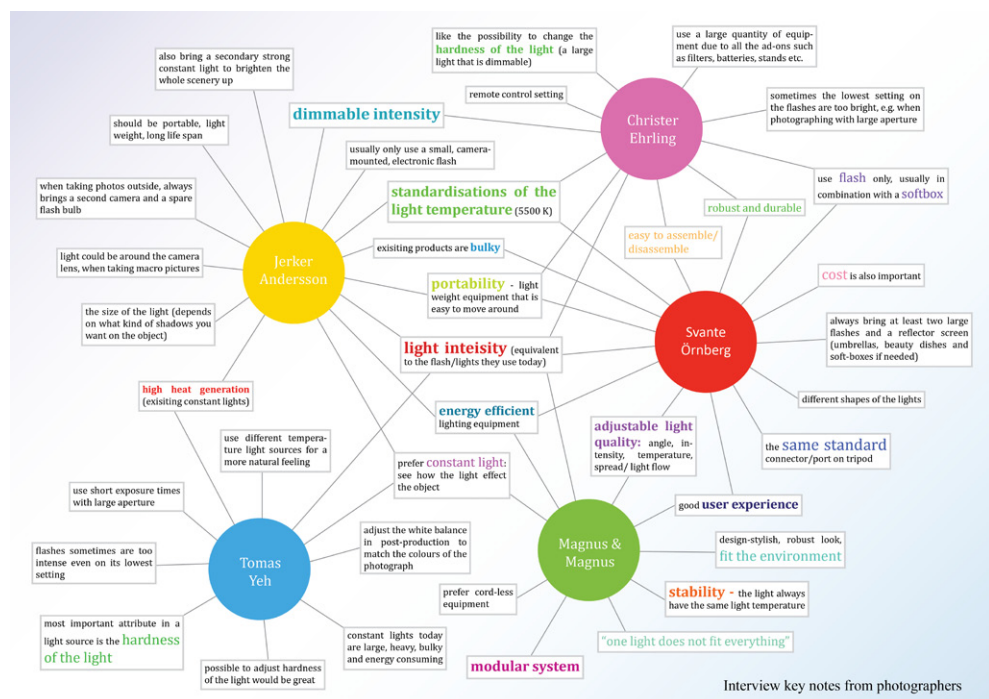 like the possibility to change the
hardness of the light (a large
light that is dimmable)
use a large quantity of equip-
ment due to all the ad-ons such
as filters, batteries, stands etc.
also bring a secondary strong
constant light to brighten the
whole scenery up
remote control setting
sometimes the lowest setting on
the flashes are too bright, e.g. when
photographing with large aperture
dimmable intensity
Christer
Ehrling
should be portable, light
weight, long life span
usually only use a small, camera-
mounted, electronic flash
use flash only, usually in
combination with a softbox
when taking photos outside, always
brings a second camera and a spare
flash bulb
standardisations of the
light temperature (5500 K)
robust and durable
easy to assemble/
disassemble
exisiting products are bulky
light could be around the camera
lens, when taking macro pictures
Jerker
Andersson
cost is also important
portability - light
weight equipment that is
easy to move around
the size of the light (depends
on what kind of shadows you
want on the object)
Svante
Örnberg
always bring at least two large
flashes and a reflector screen
(umbrellas, beauty dishes and
soft-boxes if needed)
light inteisity (equivalent
to the flash/lights they use today)
high heat generation
(exisiting constant lights)
different shapes of the lights
energy efficient
lighting equipment
adjustable light
quality: angle, in-
tensity, temperature,
spread/ light flow
use different tempera-
ture light sources for a
more natural feeling
the same standard
connector/port on tripod
prefer constant light:
see how the light effect
the object
use short exposure times
with large aperture
good user experience
adjust the white balance
in post-production to
match the colours of the
photograph
design-stylish, robust look,
fit the environment
flashes sometimes are too
intense even on its lowest
setting
Tomas
Yeh
Magnus &
Magnus
prefer cord-less
equipment
stability - the light always
have the same light temperature
most important attribute in a
light source is the hardness
of the light
constant lights today
are large, heavy, bulky
and energy consuming
"one light does not fit everything"
possible to adjust hardness
of the light would be great
modular system
Interview key notes from photographers